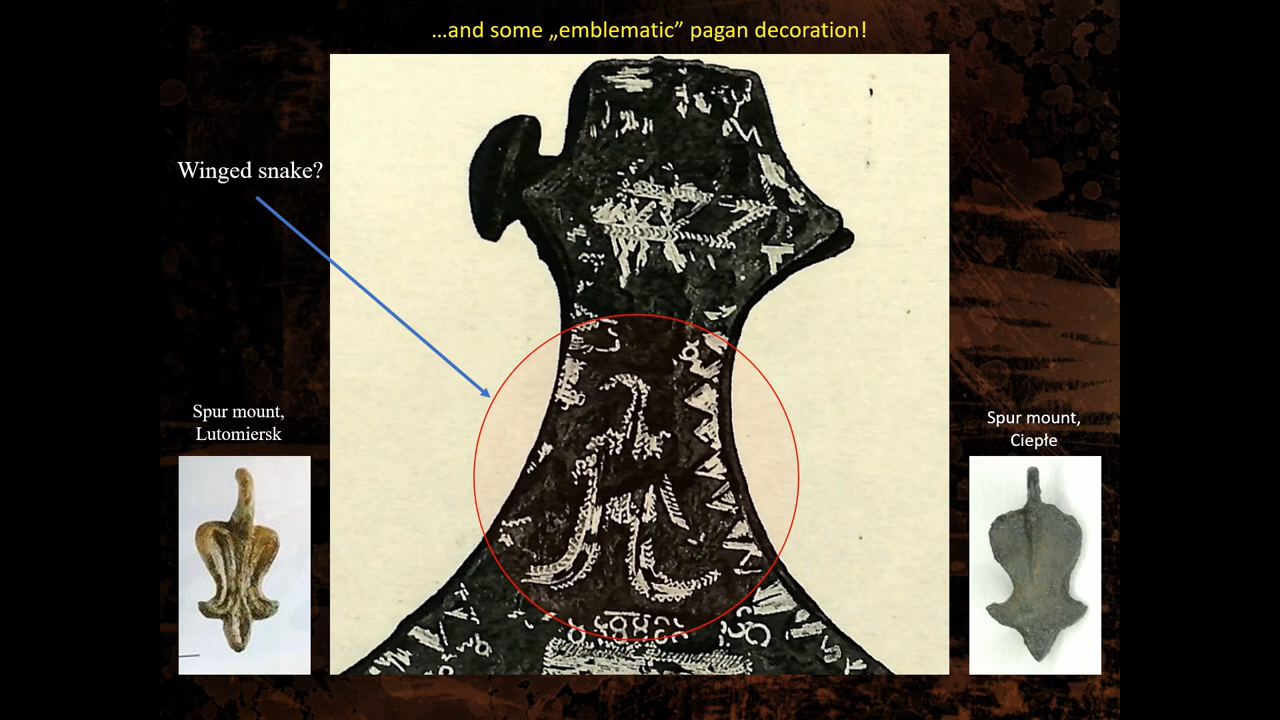 …and some „emblematic” pagan decoration!
Winged snake?
Spur mount,
Lutomiersk
Spur mount,
Ciepłe